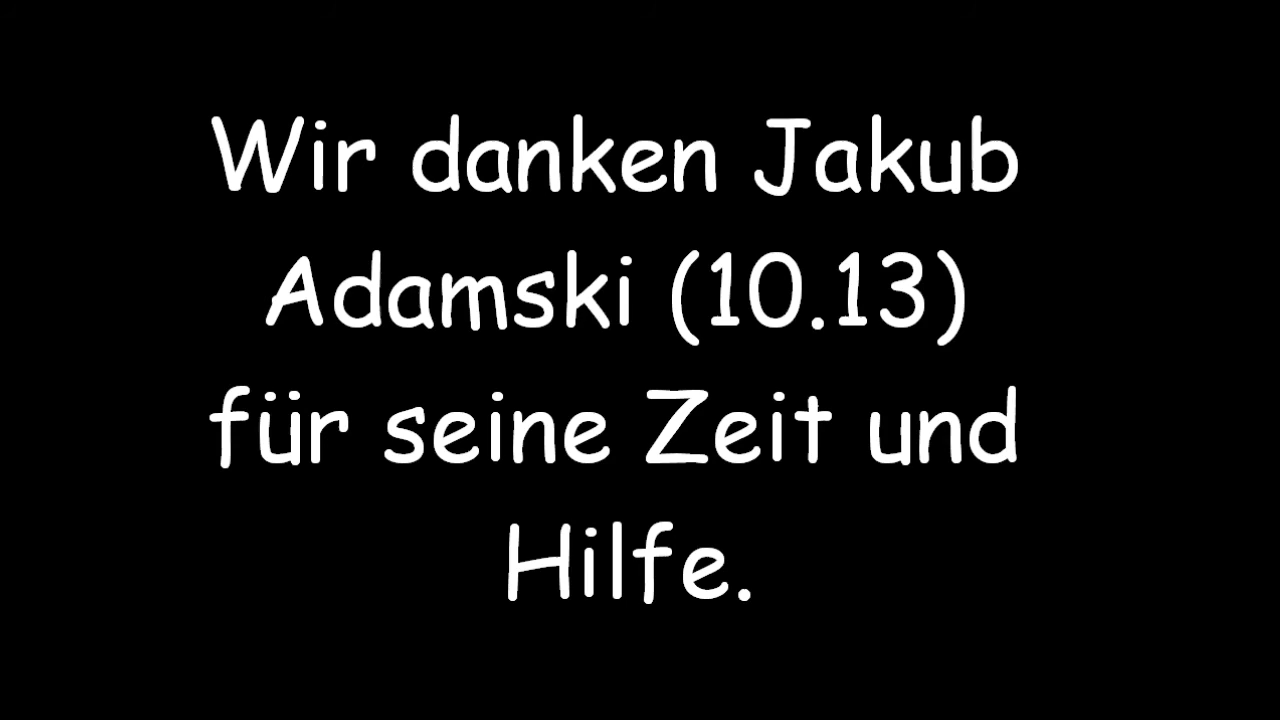 Wir danken Jakub
Adamski (10.13)
für seine Zeit und
Hilfe.